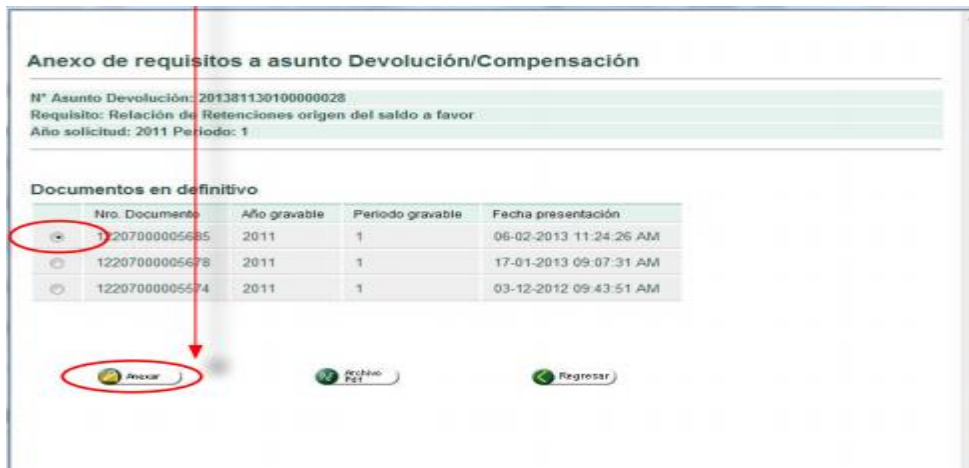 Anexo de requisitos a asunto Devolución/Compensación
N° Asunto Devolución: 201381130100000028
Requisito: Relación de Retenciones origen del saldo a favor
Año solicitud: 2011 Periodo: 1
Documentos en definitivo
Nro. Documento Año gravable Periodo gravable Fecha presentación
12207000005685 2011 1 06-02-2013 11:24:26 AM
12207000005678 2011 1 17-01-2013 09:07:31 AM
12207000005574 2011 1 03-12-2012 09:43:51 AM
Anexar Archivo Pdf Regresar